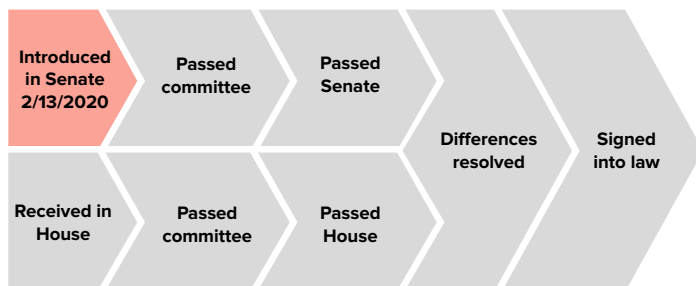 Introduced
in Senate
2/13/2020
Passed
committee
Passed
Senate
Differences
resolved
Signed
into law
Received in
House
Passed
committee
Passed
House